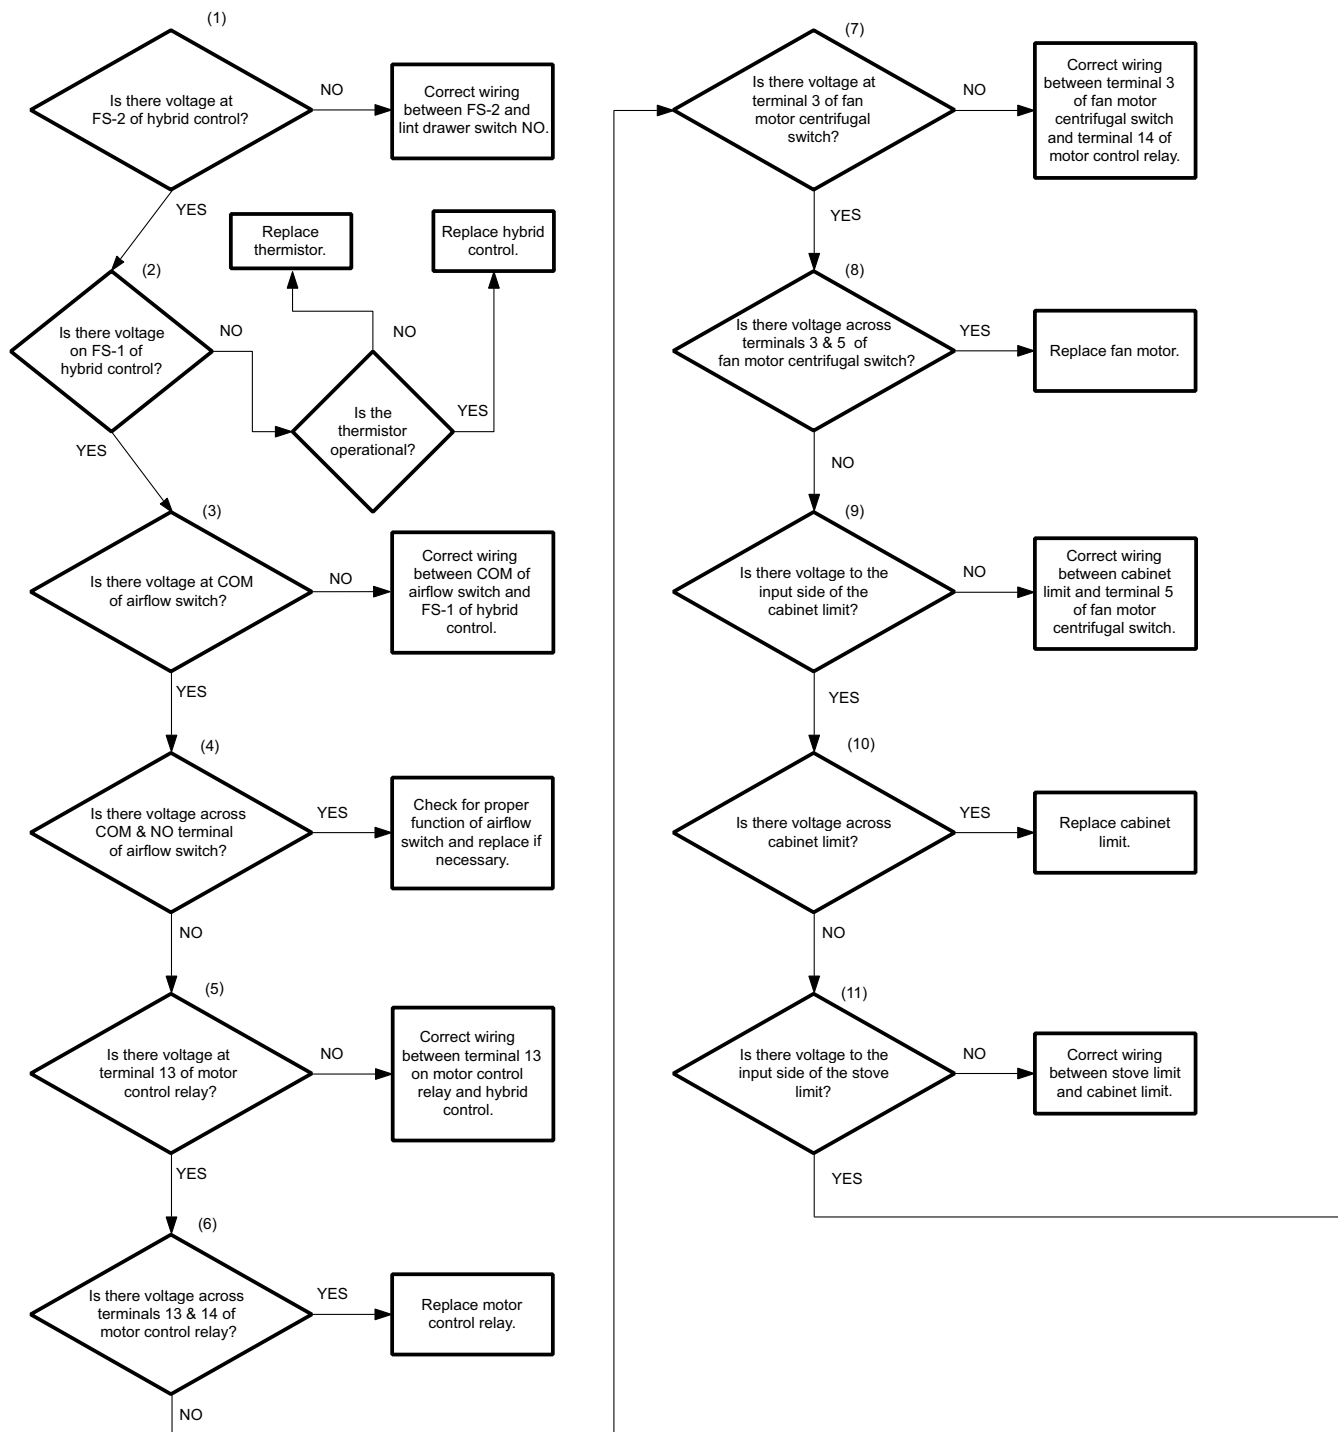 (1)
Is there voltage at
FS-2 of hybrid control?
NO
Correct wiring
between FS-2 and
lint drawer switch NO.
YES
(2)
Is there voltage
on FS-1 of
hybrid control?
NO
Replace
thermistor.
Replace hybrid
control.
NO
Is the
thermistor
operational?
YES
YES
(3)
Is there voltage at COM
of airflow switch?
NO
Correct wiring
between COM of
airflow switch and
FS-1 of hybrid
control.
YES
(4)
Is there voltage across
COM & NO terminal
of airflow switch?
YES
Check for proper
function of airflow
switch and replace if
necessary.
NO
(5)
Is there voltage at
terminal 13 of motor
control relay?
NO
Correct wiring
between terminal 13
on motor control
relay and hybrid
control.
YES
(6)
Is there voltage across
terminals 13 & 14 of
motor control relay?
YES
Replace motor
control relay.
NO
(7)
Is there voltage at
terminal 3 of fan
motor centrifugal
switch?
NO
Correct wiring
between terminal 3
of fan motor
centrifugal switch
and terminal 14 of
motor control relay.
YES
(8)
Is there voltage across
terminals 3 & 5 of
fan motor centrifugal switch?
YES
Replace fan motor.
NO
(9)
Is there voltage to the
input side of the
cabinet limit?
NO
Correct wiring
between cabinet
limit and terminal 5
of fan motor
centrifugal switch.
YES
(10)
Is there voltage across
cabinet limit?
YES
Replace cabinet
limit.
NO
(11)
Is there voltage to the
input side of the stove
limit?
NO
Correct wiring
between stove limit
and cabinet limit.
YES